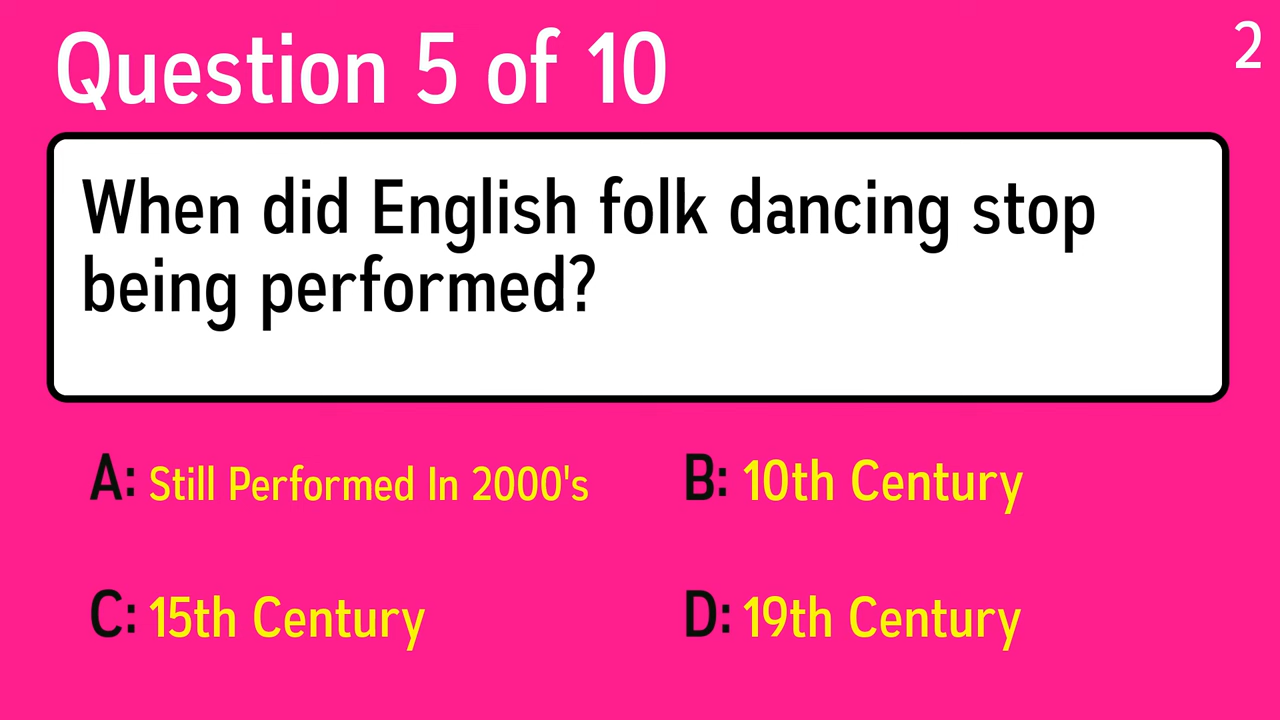 Question 5 of 10
2
When did English folk dancing stop
being performed?
A: Still Performed In 2000's
B: 10th Century
C: 15th Century
D: 19th Century